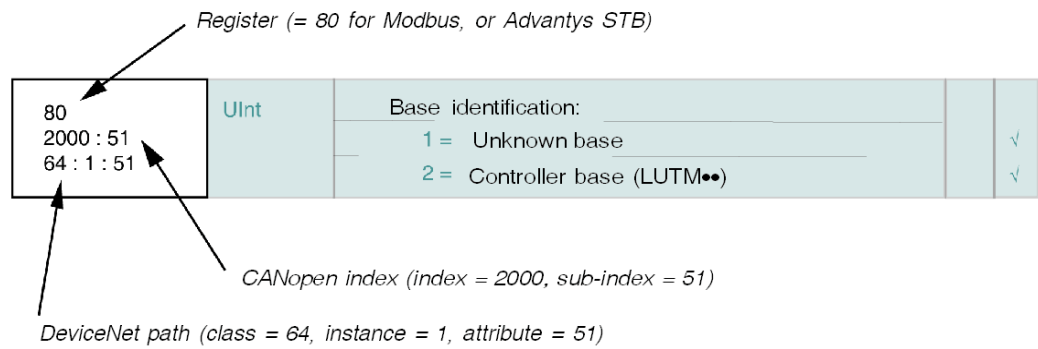 Register (= 80 for Modbus, or Advantys STB)
80
2000 : 51
64 : 1 : 51
UInt
Base identification:
1 = Unknown base
√
2 = Controller base (LUTM●●)
√
CANopen index (index = 2000, sub-index = 51)
DeviceNet path (class = 64, instance = 1, attribute = 51)